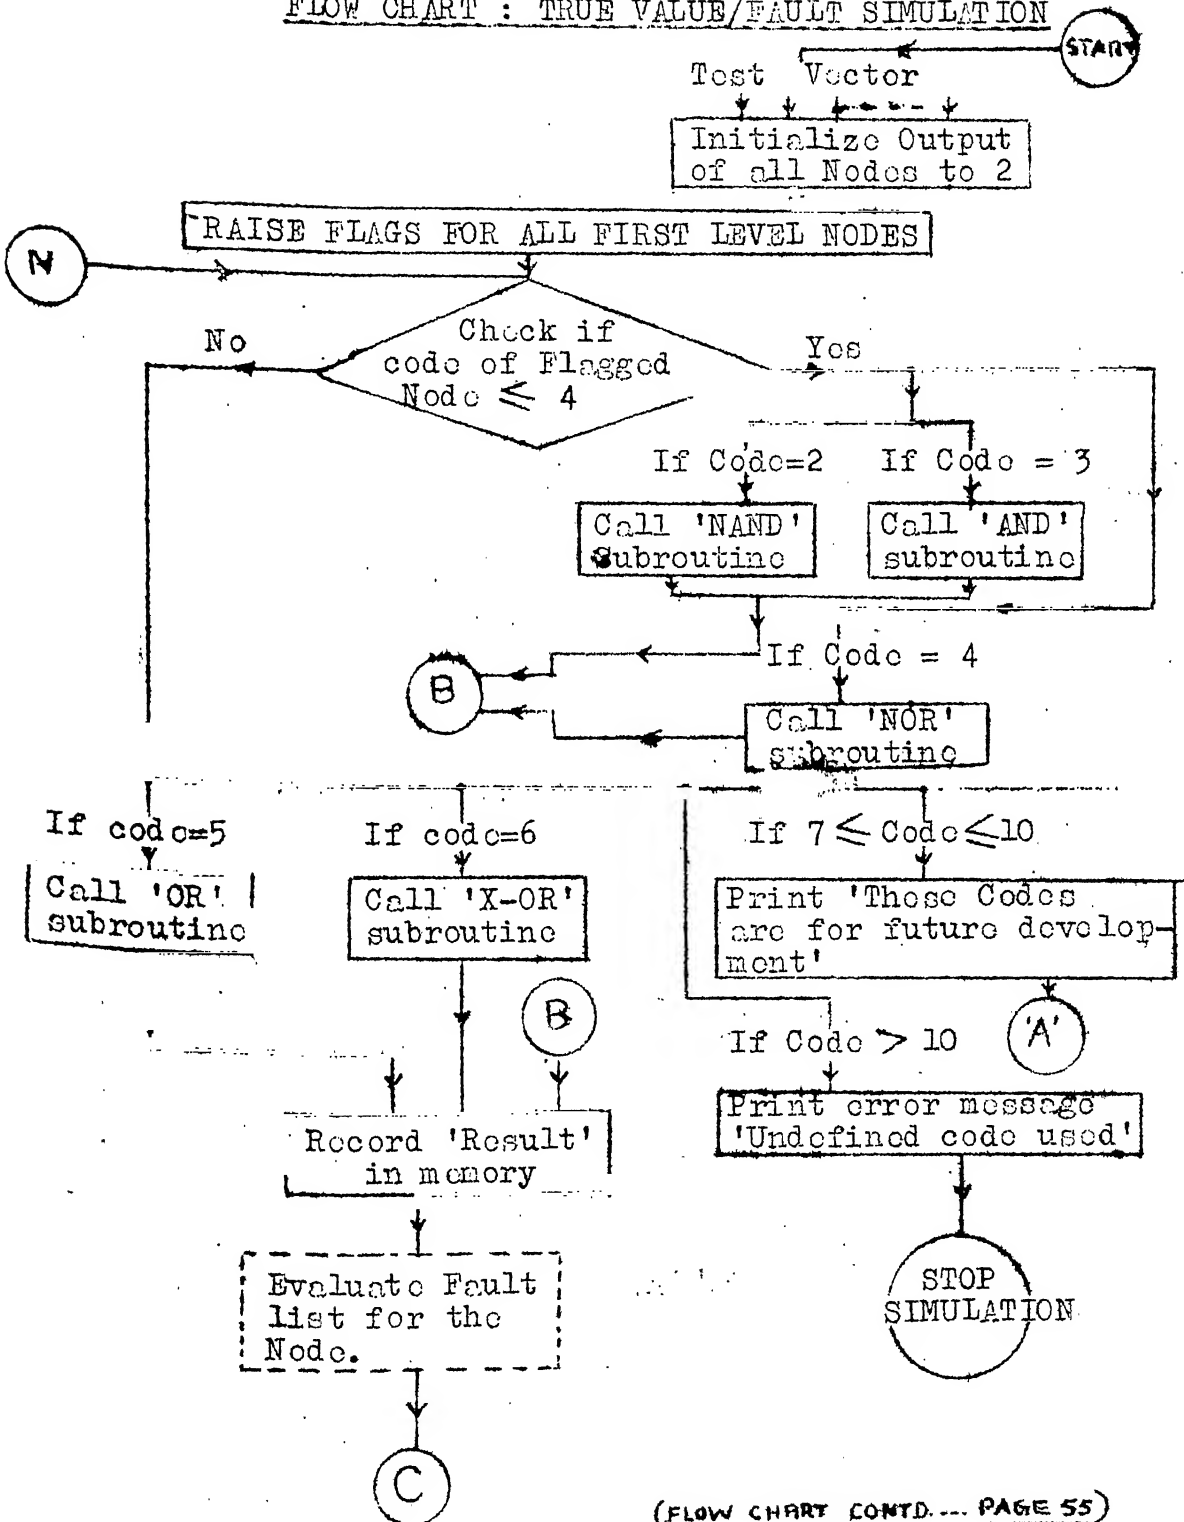 FLOW CHART : TRUE VALUE/FAULT SIMULATION
START
Test Vector
Initialize Output
of all Nodes to 2
RAISE FLAGS FOR ALL FIRST LEVEL NODES
N
Check if
code of Flagged
Node ⩽ 4
No
Yes
If Code=2
If Code = 3
Call 'NAND'
Subroutine
Call 'AND'
subroutine
If Code = 4
B
Call 'NOR'
subroutine
If code=5
If code=6
If 7 ⩽ Code ⩽ 10
Call 'OR'
subroutine
Call 'X-OR'
subroutine
Print 'These Codes
are for future develop-
ment'
B
'A'
If Code > 10
Print error message
'Undefined code used'
Record 'Result'
in memory
Evaluate Fault
list for the
Node.
STOP
SIMULATION
C
(FLOW CHART CONTD.... PAGE 55)